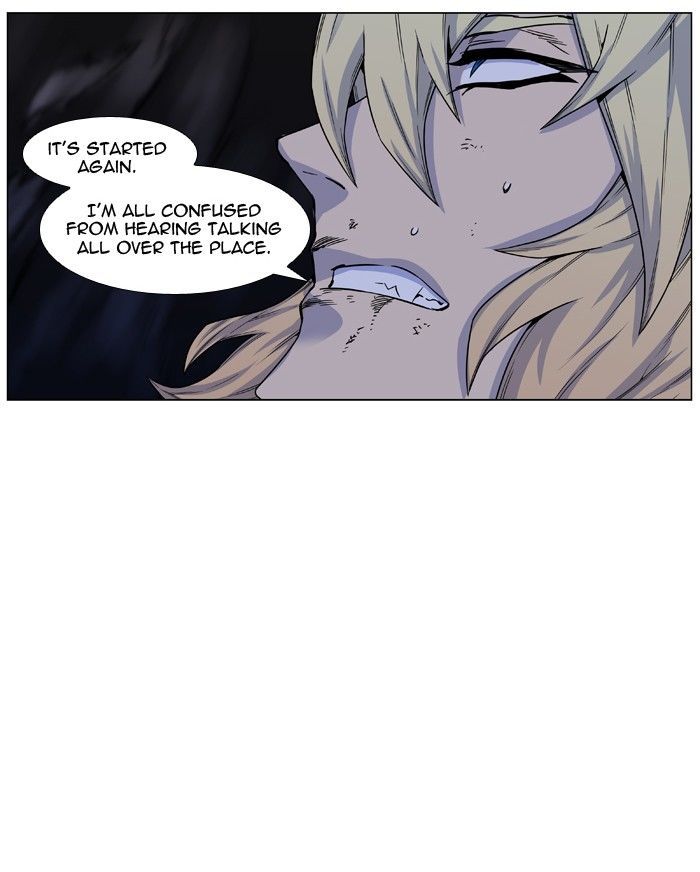 IT'S STARTED
AGAIN.
I'M ALL CONFUSED
FROM HEARING TALKING
ALL OVER THE PLACE.